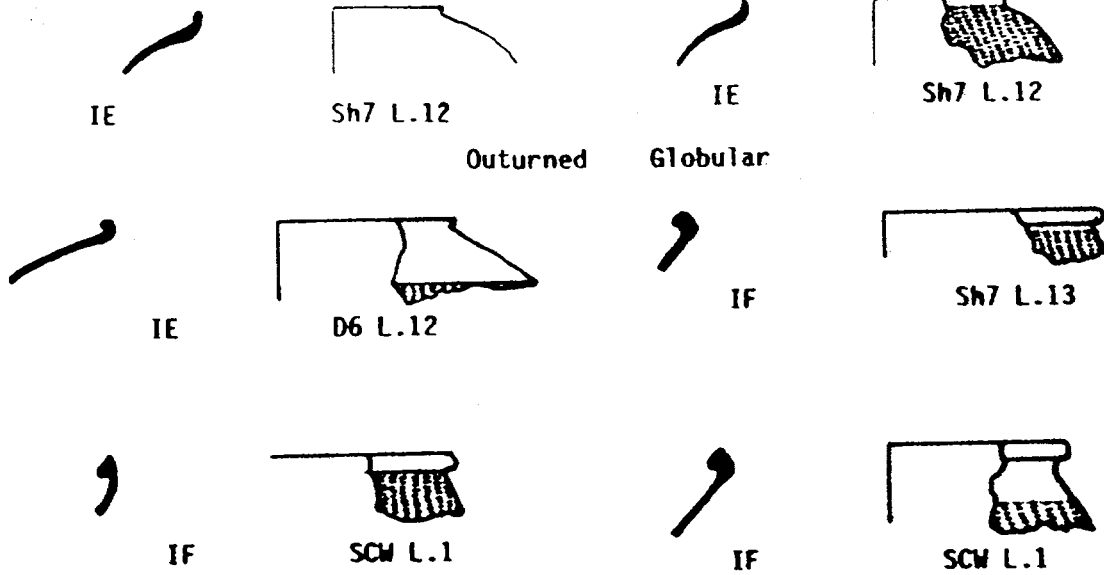 IE Sh7 L.12 IE Sh7 L.12
Outurned Globular
IE D6 L.12 IF Sh7 L.13
IF SCW L.1 IF SCW L.1